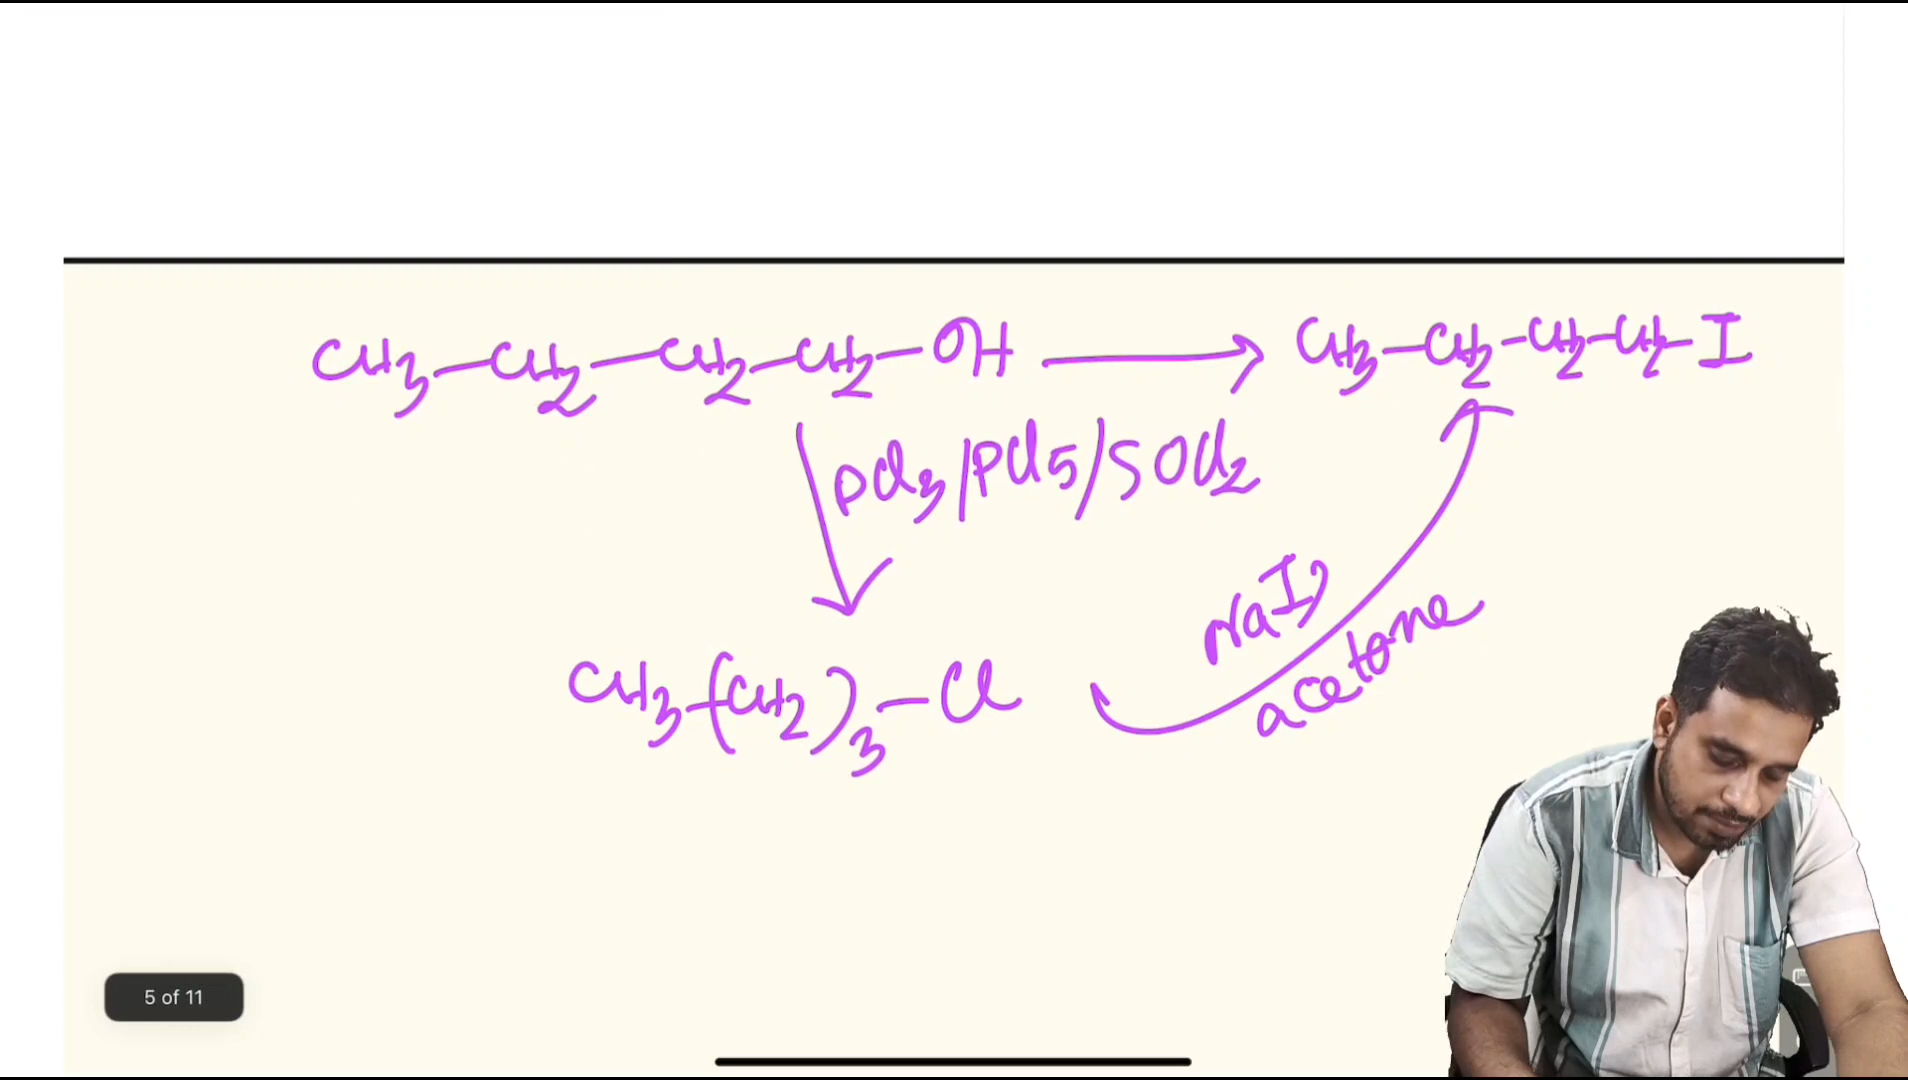 CH3-CH2-CH2-CH2-OH → CH3-CH2-CH2-CH2-I
PCl3/PCl5/SOCl2
NaI,
acetone
CH3-(CH2)3-Cl
5 of 11